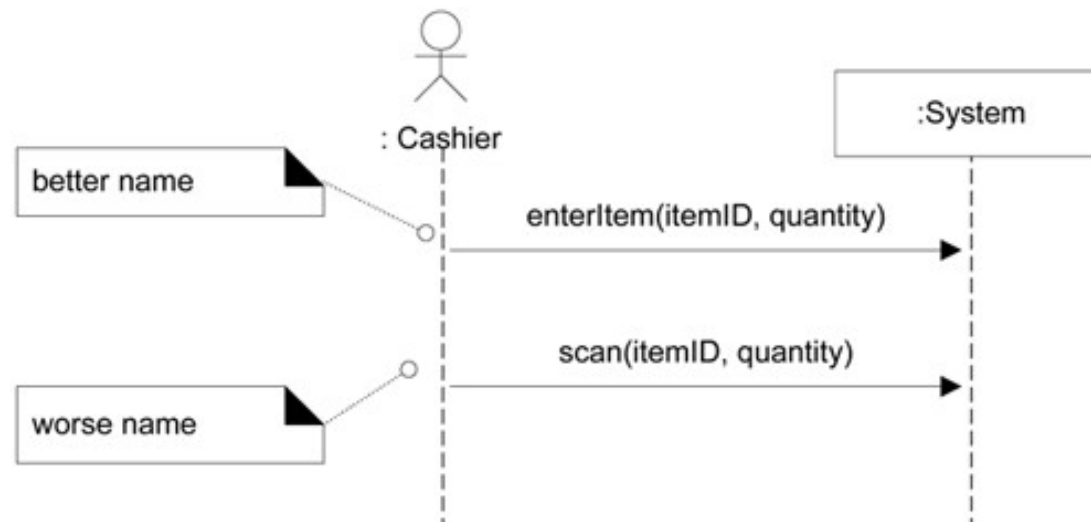 :System
: Cashier
better name
enterItem(itemID, quantity)
scan(itemID, quantity)
worse name